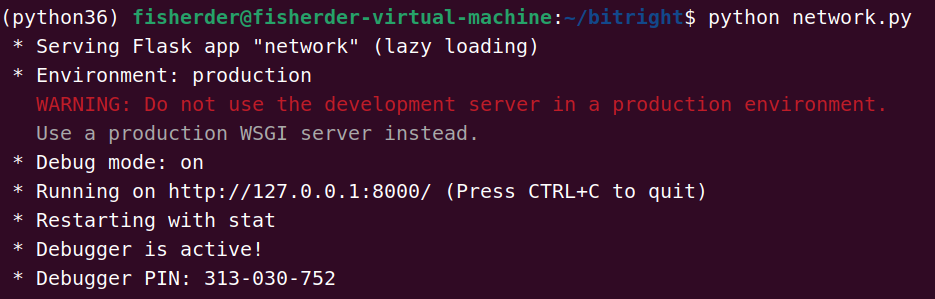 (python36) fisherder@fisherder-virtual-machine:~/bitright$ python network.py
* Serving Flask app "network" (lazy loading)
* Environment: production
WARNING: Do not use the development server in a production environment.
Use a production WSGI server instead.
* Debug mode: on
* Running on http://127.0.0.1:8000/ (Press CTRL+C to quit)
* Restarting with stat
* Debugger is active!
* Debugger PIN: 313-030-752